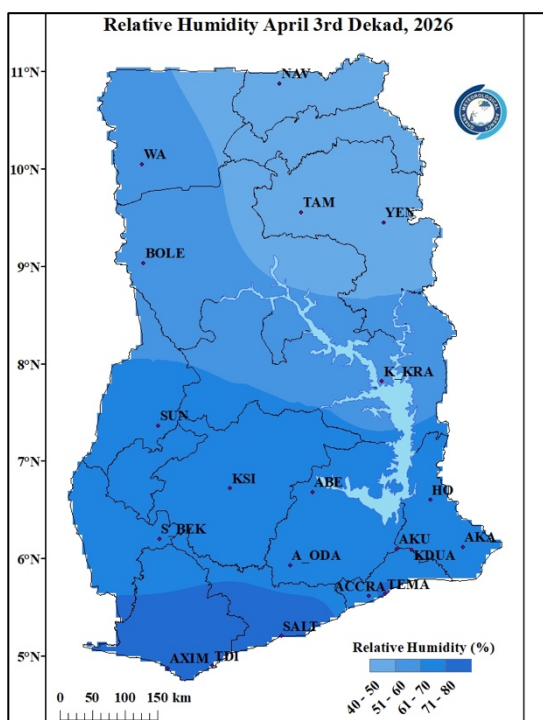 Relative Humidity April 3rd Dekad, 2026
11°N
NAV
10°N
WA
TAM
YEN
9°N
BOLE
8°N
K_KRA
7°N
SUN
KSI
ABE
HO
6°N
S_BEK
A_ODA
AKU
AKA
KDUA
ACCRA
TEMA
5°N
SALT
AXIM
TDI
Relative Humidity (%)
40 - 50
51 - 60
61 - 70
71 - 80
0 50 100 150 km